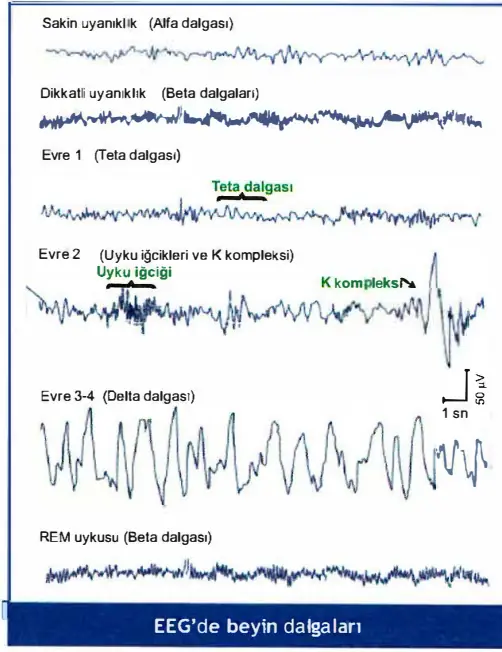 Sakin uyanıklık (Alfa dalgası)
Dikkatli uyanıklık (Beta dalgaları)
Evre 1 (Teta dalgası)
Teta dalgası
Evre 2 (Uyku iğcikleri ve K kompleksi)
Uyku iğciği
K kompleksi
50 µV
1 sn
Evre 3-4 (Delta dalgası)
REM uykusu (Beta dalgası)
EEG'de beyin dalgaları